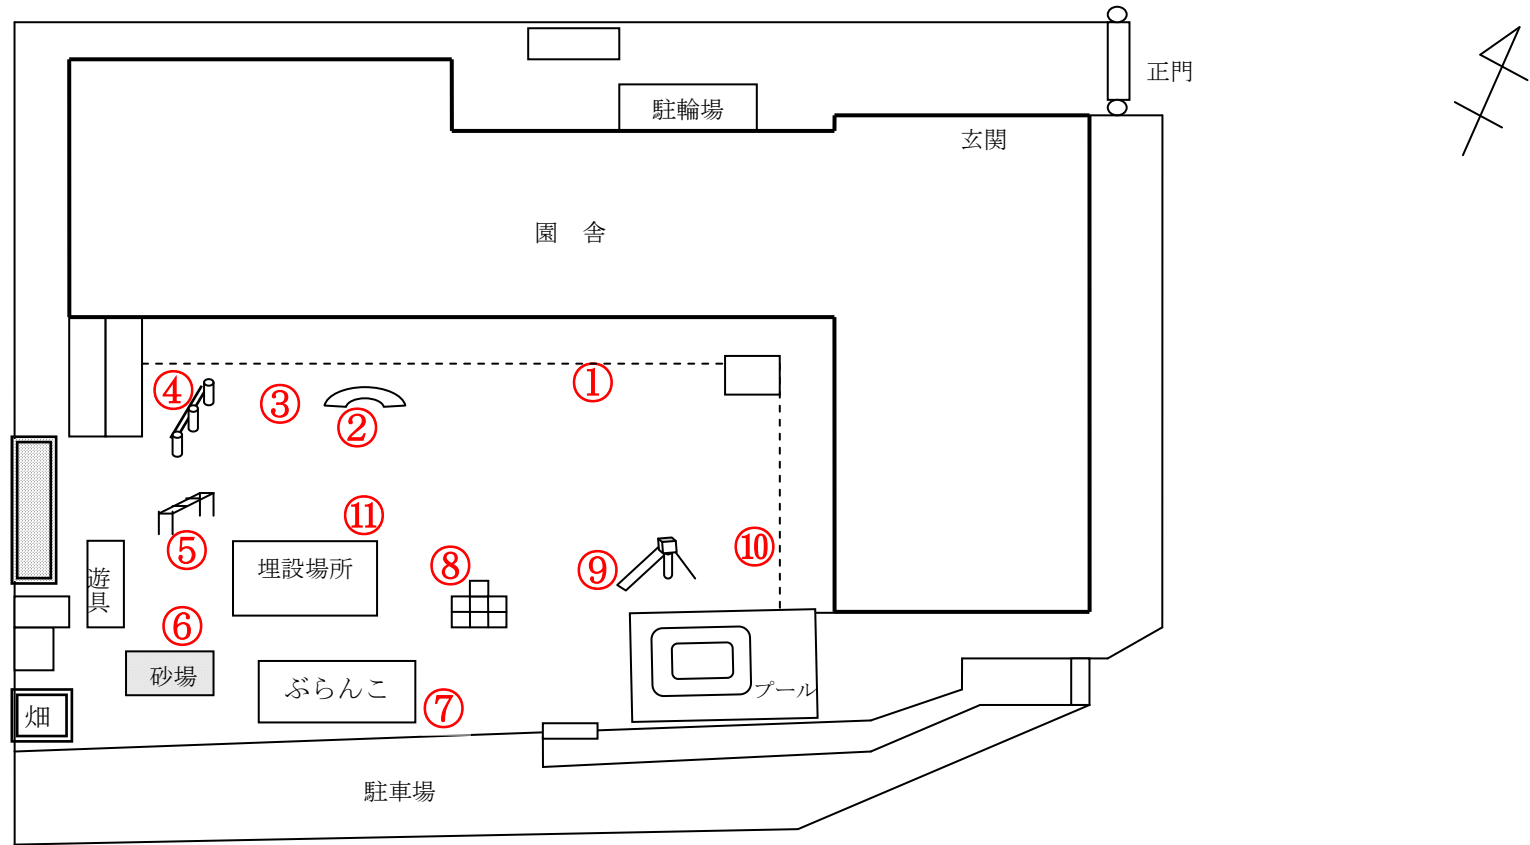 正門
駐輪場
玄関
園　舎
①
④
③
②
⑪
⑩
⑤
⑧
⑨
埋設場所
遊具
⑥
砂場
ぶらんこ
プール
⑦
畑
駐車場